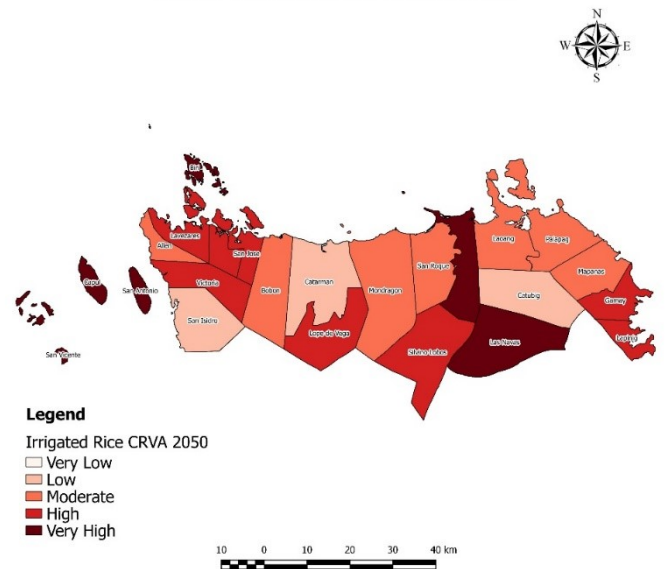 N
W E
S
Biri
Lavezares
Allen
San Jose
Victoria
Capul
San Antonio
San Isidro
San Vicente
Bobon
Catarman
Lope de Vega
Mondragon
San Roque
Silvino Lobos
Laoang
Palapag
Mapanas
Catubig
Gamay
Lapinig
Las Navas
Legend
Irrigated Rice CRVA 2050
Very Low
Low
Moderate
High
Very High
10 0 10 20 30 40 km